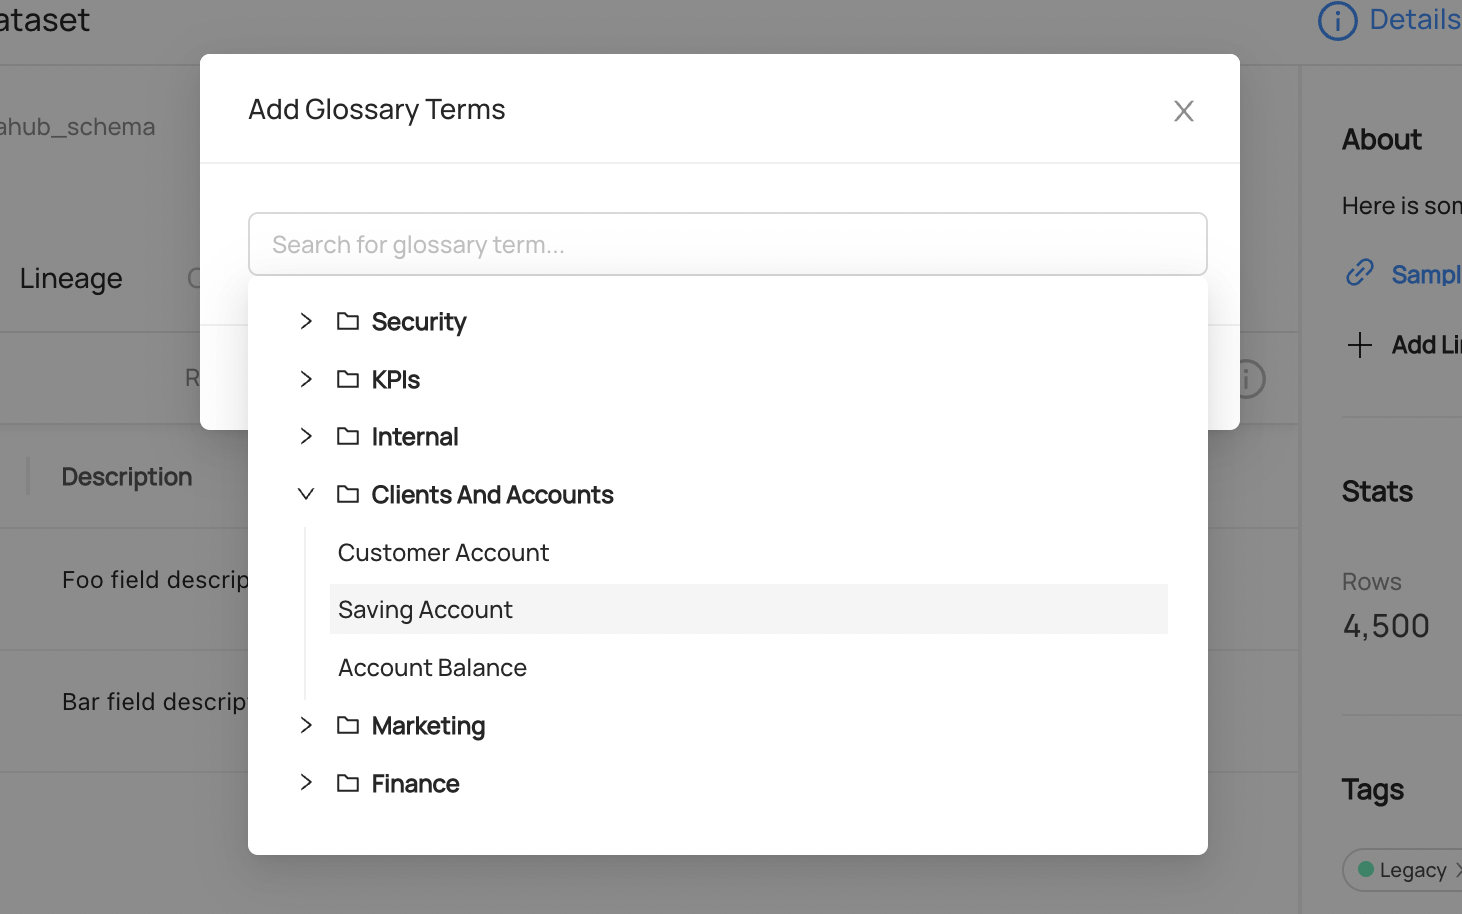 ataset
Details
Add Glossary Terms
ahub_schema
About
Search for glossary term...
Here is som
Lineage
Sampl
Security
Add Li
R
KPIs
Internal
Description
Clients And Accounts
Stats
Customer Account
Foo field descrip
Rows
Saving Account
4,500
Account Balance
Bar field descrip
Marketing
Finance
Tags
Legacy